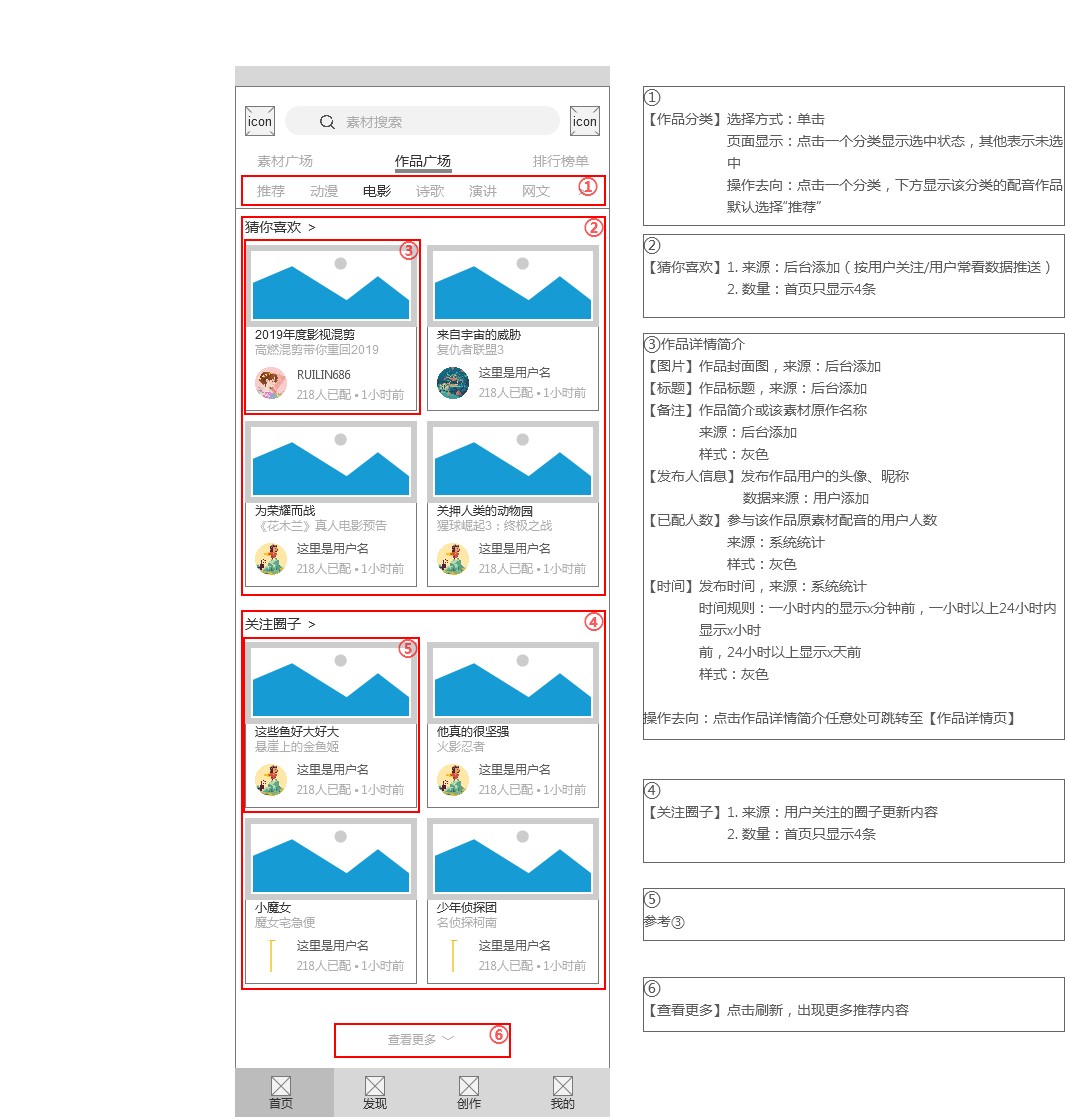 icon
素材搜索
icon
素材广场
作品广场
排行榜单
推荐
动漫
电影
诗歌
演讲
网文
①
猜你喜欢 >
②
③
2019年度影视混剪
高燃混剪带你重回2019
RUILIN686
218人已配 • 1小时前
来自宇宙的威胁
复仇者联盟3
这里是用户名
218人已配 • 1小时前
为荣耀而战
《花木兰》真人电影预告
这里是用户名
218人已配 • 1小时前
关押人类的动物园
猩球崛起3：终极之战
这里是用户名
218人已配 • 1小时前
关注圈子 >
④
⑤
这些鱼好大好大
悬崖上的金鱼姬
这里是用户名
218人已配 • 1小时前
他真的很坚强
火影忍者
这里是用户名
218人已配 • 1小时前
小魔女
魔女宅急便
这里是用户名
218人已配 • 1小时前
少年侦探团
名侦探柯南
这里是用户名
218人已配 • 1小时前
查看更多
⑥
首页
发现
创作
我的
①
【作品分类】选择方式：单击
页面显示：点击一个分类显示选中状态，其他表示未选
中
操作去向：点击一个分类，下方显示该分类的配音作品
默认选择“推荐”
②
【猜你喜欢】1. 来源：后台添加（按用户关注/用户常看数据推送）
2. 数量：首页只显示4条
③作品详情简介
【图片】作品封面图，来源：后台添加
【标题】作品标题，来源：后台添加
【备注】作品简介或该素材原作名称
来源：后台添加
样式：灰色
【发布人信息】发布作品用户的头像、昵称
数据来源：用户添加
【已配人数】参与该作品原素材配音的用户人数
来源：系统统计
样式：灰色
【时间】发布时间，来源：系统统计
时间规则：一小时内的显示x分钟前，一小时以上24小时内
显示x小时
前，24小时以上显示x天前
样式：灰色
操作去向：点击作品详情简介任意处可跳转至【作品详情页】
④
【关注圈子】1. 来源：用户关注的圈子更新内容
2. 数量：首页只显示4条
⑤
参考③
⑥
【查看更多】点击刷新，出现更多推荐内容